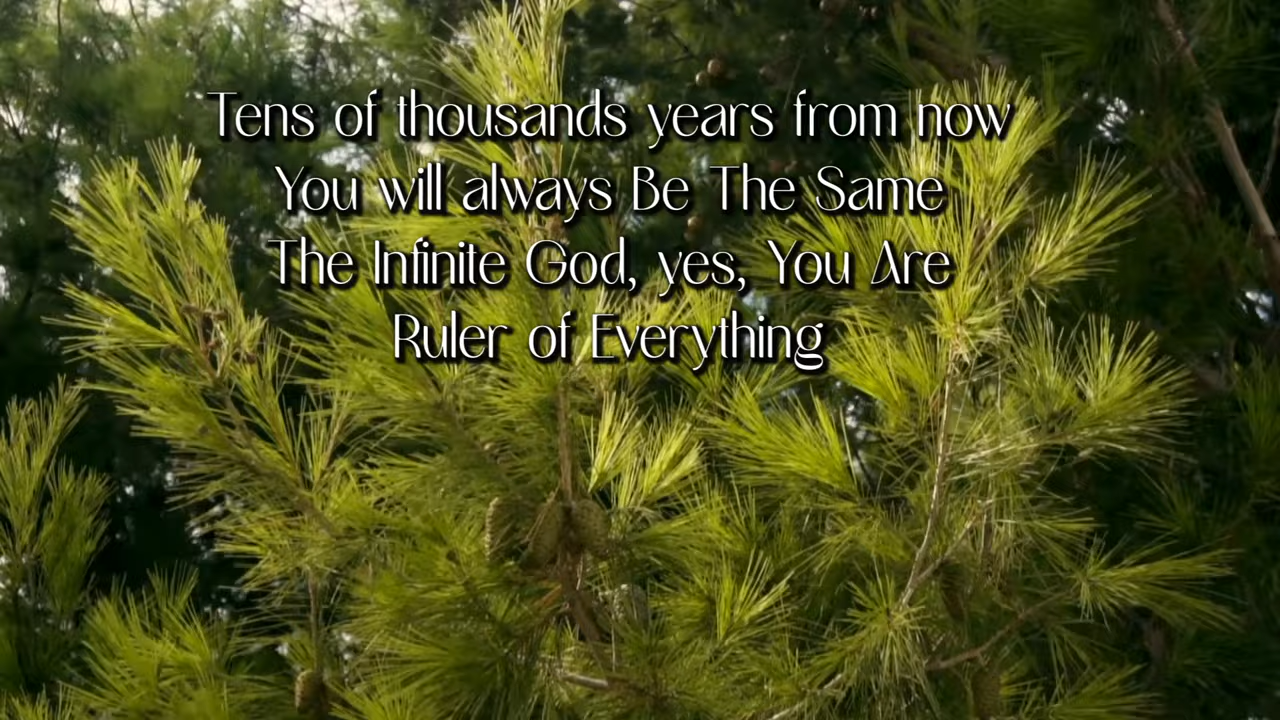 Tens of thousands years from now
You will always Be The Same
The Infinite God, yes, You Are
Ruler of Everything